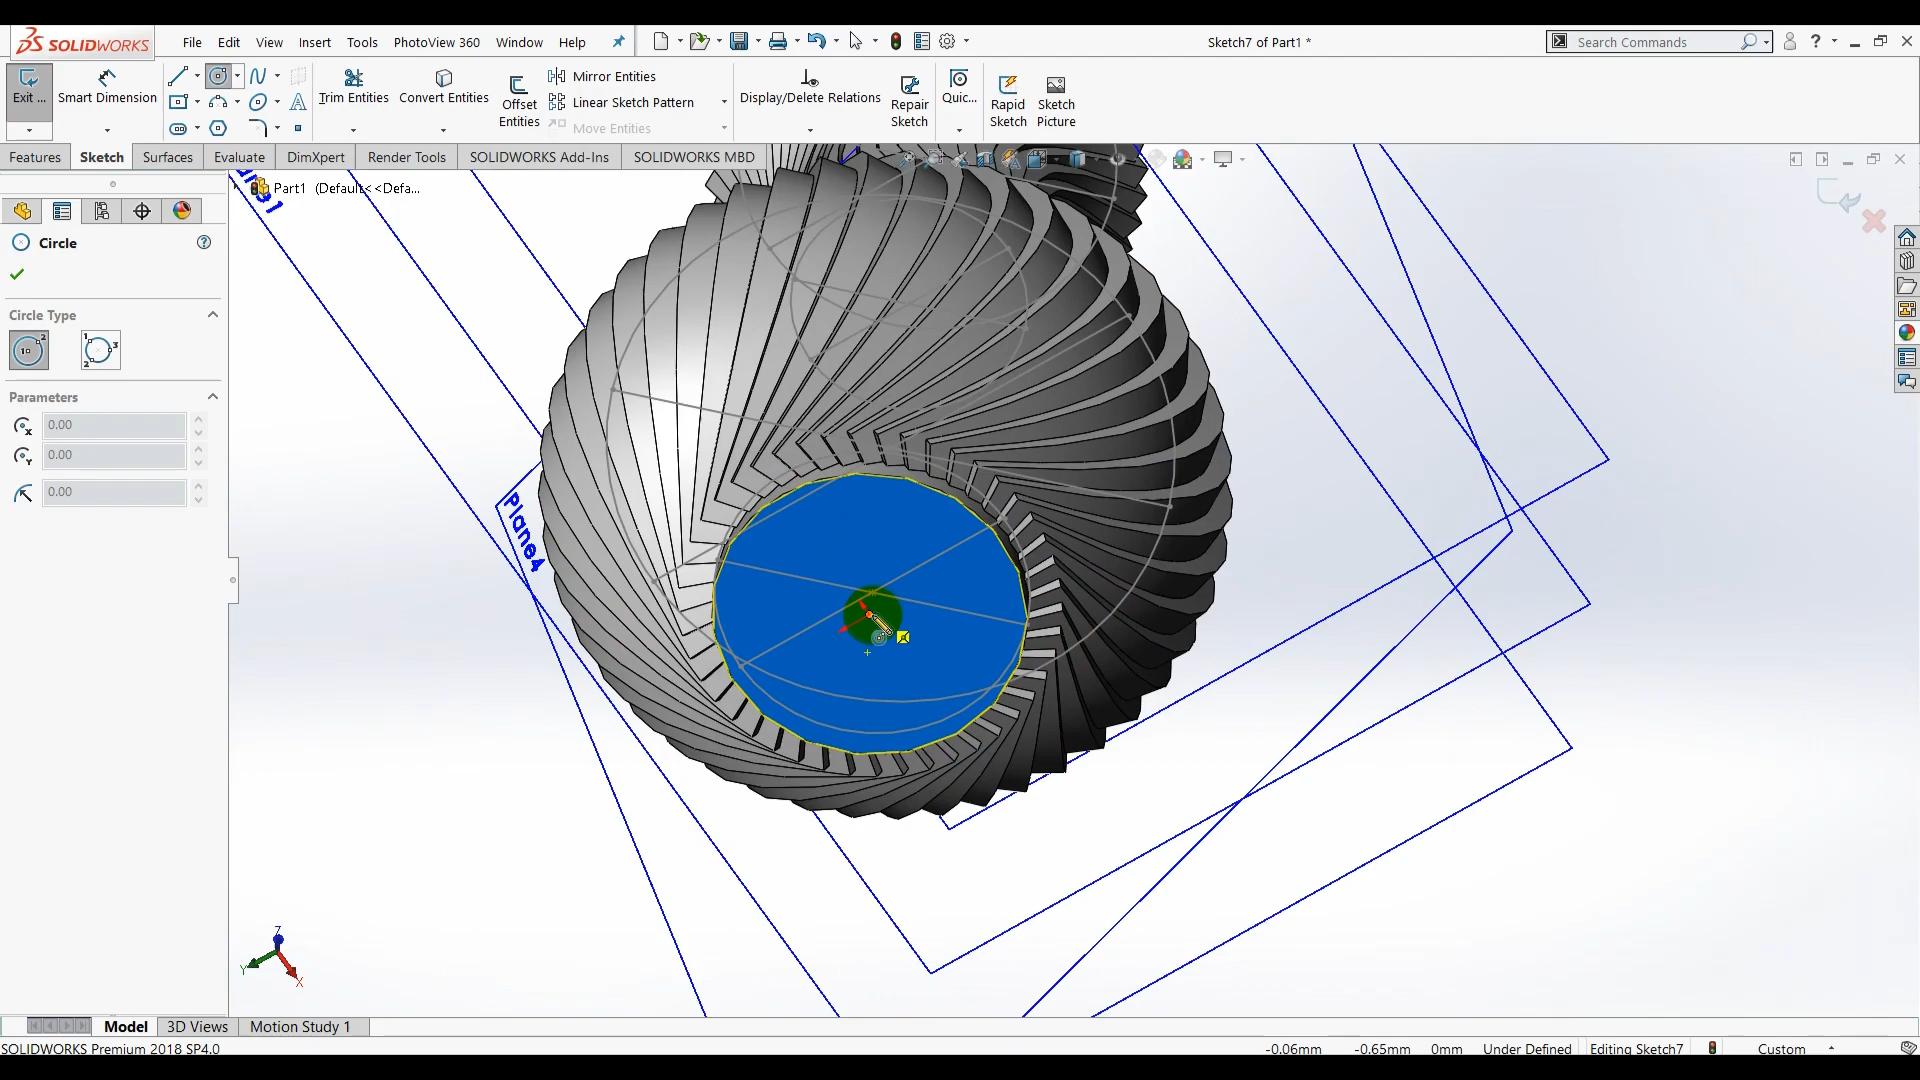 SOLIDWORKS
File Edit View Insert Tools PhotoView 360 Window Help
Sketch7 of Part1 *
Search Commands
Exit ...
Smart Dimension
Trim Entities
Convert Entities
Offset Entities
Mirror Entities
Linear Sketch Pattern
Move Entities
Display/Delete Relations
Repair Sketch
Quic...
Rapid Sketch
Sketch Picture
Features Sketch Surfaces Evaluate DimXpert Render Tools SOLIDWORKS Add-Ins SOLIDWORKS MBD
Part1 (Default<<Defa...
Circle
Circle Type
Parameters
0.00
0.00
0.00
Plane4
Z
Y
X
Model 3D Views Motion Study 1
SOLIDWORKS Premium 2018 SP4.0
-0.06mm -0.65mm 0mm Under Defined Editing Sketch7 Custom